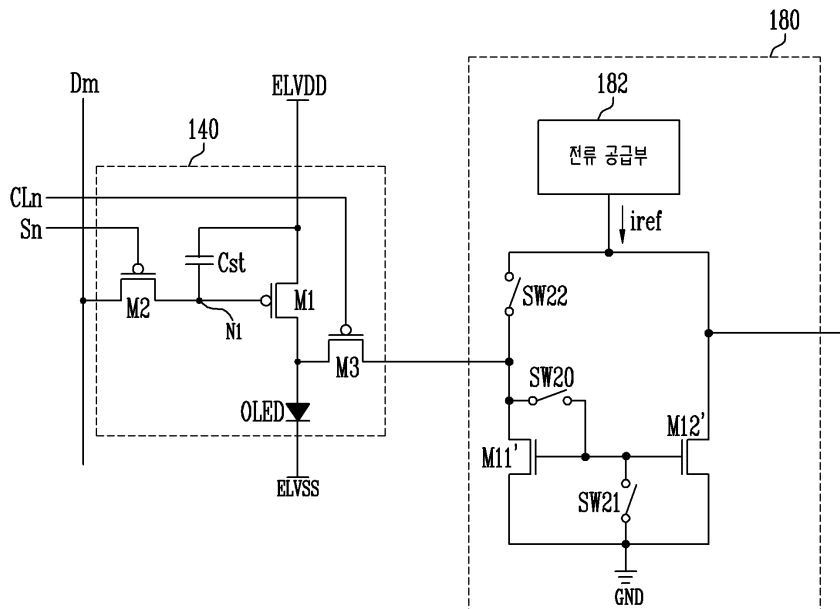 180
Dm
ELVDD
182
140
전류 공급부
CLn
iref
Sn
Cst
SW22
M2
N1
M1
M3
SW20
OLED
M11'
M12'
SW21
ELVSS
GND